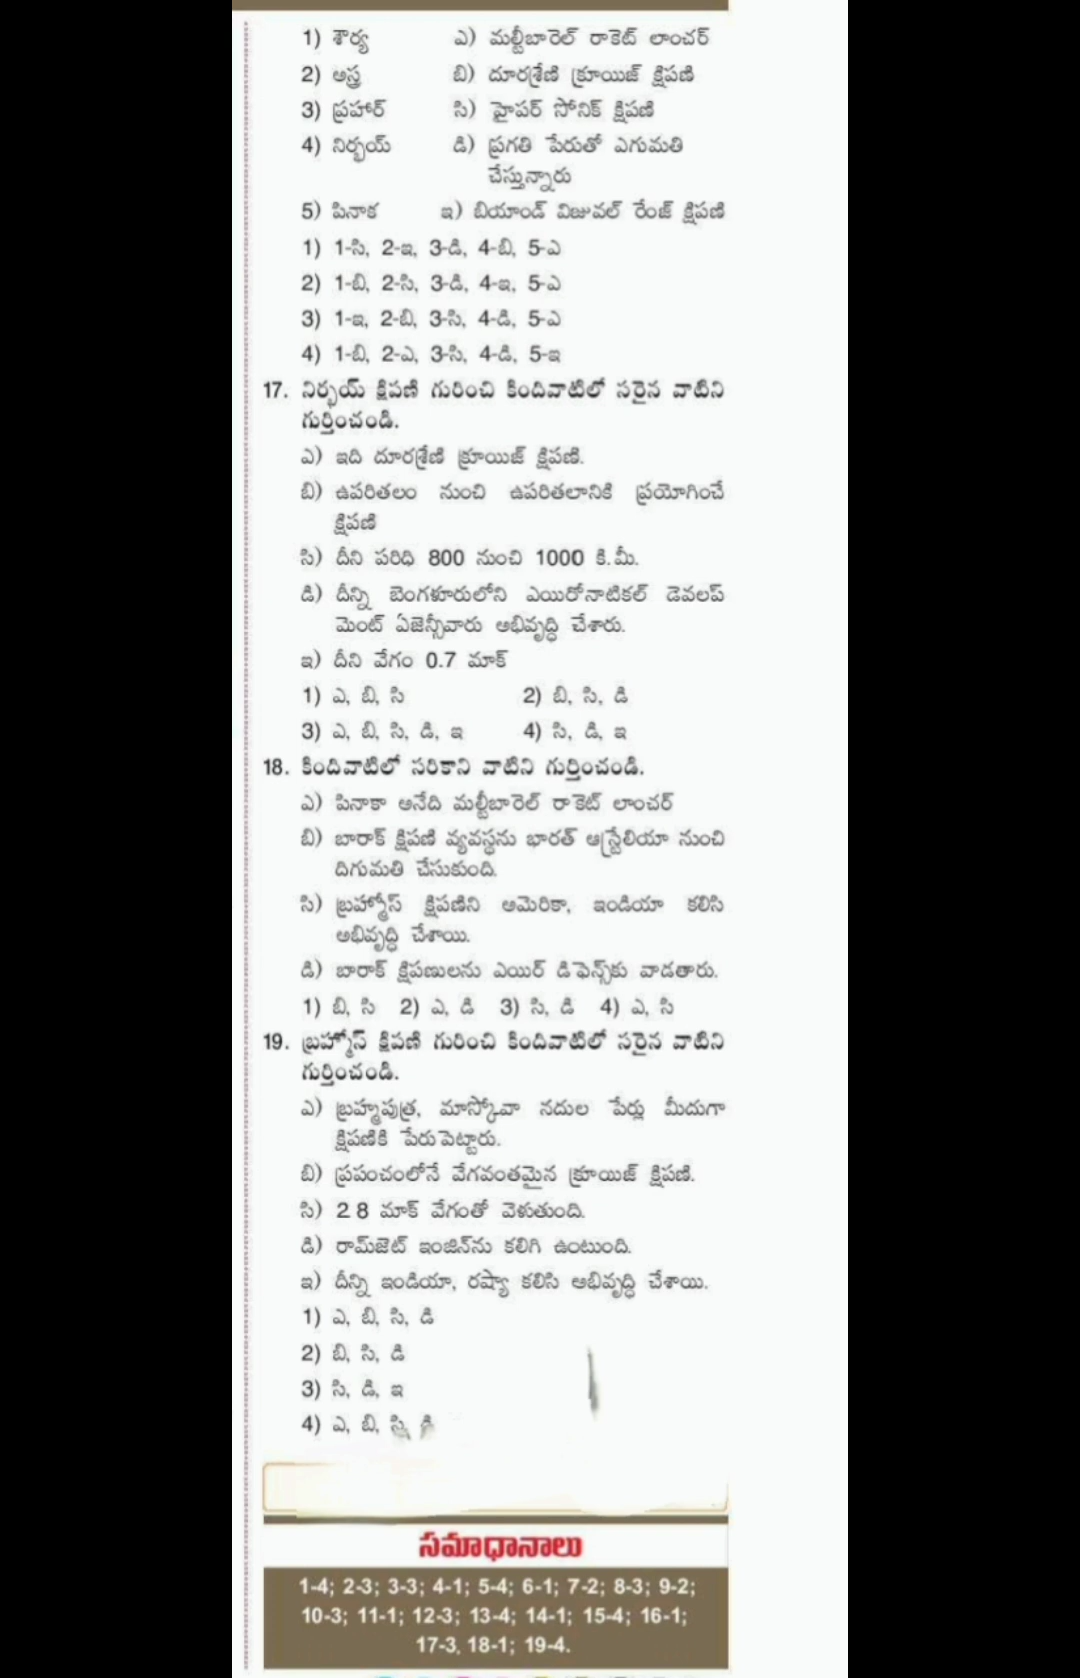 1) శౌర్య ఎ) మల్టీబారెల్ రాకెట్ లాంచర్
2) అస్త్ర బి) దూరశ్రేణి క్రూయిజ్ క్షిపణి
3) ప్రహార్ సి) హైపర్ సోనిక్ క్షిపణి
4) నిర్భయ్ డి) ప్రగతి పేరుతో ఎగుమతి
చేస్తున్నారు
5) పినాక ఇ) బియాండ్ విజువల్ రేంజ్ క్షిపణి
1) 1-సి, 2-ఇ, 3-డి, 4-బి, 5-ఎ
2) 1-బి, 2-సి, 3-డి, 4-ఇ, 5-ఎ
3) 1-ఇ, 2-బి, 3-సి, 4-డి, 5-ఎ
4) 1-బి, 2-ఎ, 3-సి, 4-డి, 5-ఇ
17. నిర్భయ్ క్షిపణి గురించి కిందివాటిలో సరైన వాటిని
గుర్తించండి.
ఎ) ఇది దూరశ్రేణి క్రూయిజ్ క్షిపణి.
బి) ఉపరితలం నుంచి ఉపరితలానికి ప్రయోగించే
క్షిపణి
సి) దీని పరిధి 800 నుంచి 1000 కి.మీ.
డి) దీన్ని బెంగళూరులోని ఎయిరోనాటికల్ డెవలప్
మెంట్ ఏజెన్సీవారు అభివృద్ధి చేశారు.
ఇ) దీని వేగం 0.7 మాక్
1) ఎ, బి, సి 2) బి, సి, డి
3) ఎ, బి, సి, డి, ఇ 4) సి, డి, ఇ
18. కిందివాటిలో సరికాని వాటిని గుర్తించండి.
ఎ) పినాకా అనేది మల్టీబారెల్ రాకెట్ లాంచర్
బి) బారాక్ క్షిపణి వ్యవస్థను భారత్ ఆస్ట్రేలియా నుంచి
దిగుమతి చేసుకుంది.
సి) బ్రహ్మోస్ క్షిపణిని అమెరికా, ఇండియా కలిసి
అభివృద్ధి చేశాయి.
డి) బారాక్ క్షిపణులను ఎయిర్ డిఫెన్స్‌కు వాడతారు.
1) బి, సి 2) ఎ, డి 3) సి, డి 4) ఎ, సి
19. బ్రహ్మోస్ క్షిపణి గురించి కిందివాటిలో సరైన వాటిని
గుర్తించండి.
ఎ) బ్రహ్మపుత్ర, మాస్కోవా నదుల పేర్లు మీదుగా
క్షిపణికి పేరు పెట్టారు.
బి) ప్రపంచంలోనే వేగవంతమైన క్రూయిజ్ క్షిపణి.
సి) 2 8 మాక్ వేగంతో వెళుతుంది.
డి) రామ్‌జెట్ ఇంజిన్‌ను కలిగి ఉంటుంది.
ఇ) దీన్ని ఇండియా, రష్యా కలిసి అభివృద్ధి చేశాయి.
1) ఎ, బి, సి, డి
2) బి, సి, డి
3) సి, డి, ఇ
4) ఎ, బి,
సమాధానాలు
1-4; 2-3; 3-3; 4-1; 5-4; 6-1; 7-2; 8-3; 9-2;
10-3; 11-1; 12-3; 13-4; 14-1; 15-4; 16-1;
17-3, 18-1; 19-4.